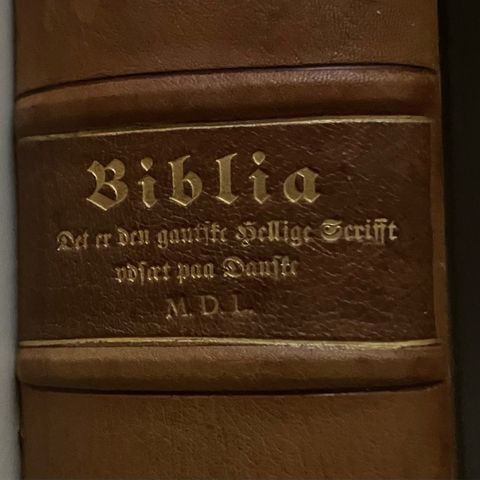 Biblia
Det er den gantske Hellige Scrifft
vdsæt paa Danske
M. D. L.